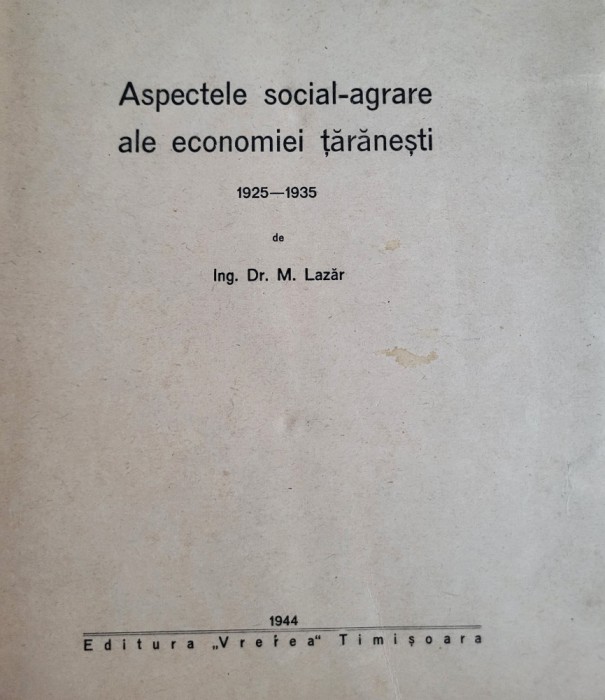 Aspectele social-agrare
ale economiei țărănești
1925—1935
de
Ing. Dr. M. Lazăr
1944
Editura „Vrerea“ Timișoara